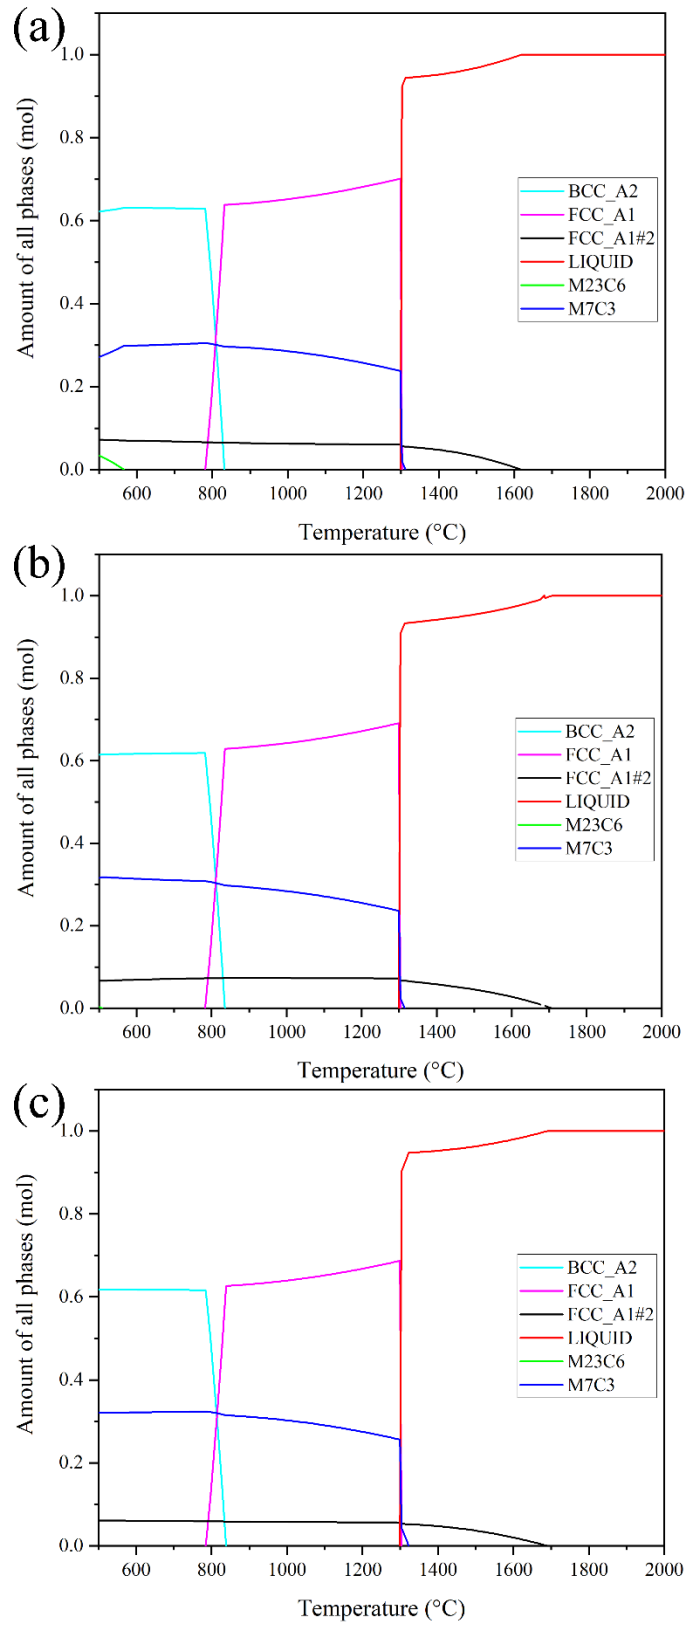 (a)
Amount of all phases (mol)
1.0
0.8
0.6
0.4
0.2
0.0
BCC_A2
FCC_A1
FCC_A1#2
LIQUID
M23C6
M7C3
600 800 1000 1200 1400 1600 1800 2000
Temperature (°C)
(b)
Amount of all phases (mol)
1.0
0.8
0.6
0.4
0.2
0.0
BCC_A2
FCC_A1
FCC_A1#2
LIQUID
M23C6
M7C3
600 800 1000 1200 1400 1600 1800 2000
Temperature (°C)
(c)
Amount of all phases (mol)
1.0
0.8
0.6
0.4
0.2
0.0
BCC_A2
FCC_A1
FCC_A1#2
LIQUID
M23C6
M7C3
600 800 1000 1200 1400 1600 1800 2000
Temperature (°C)